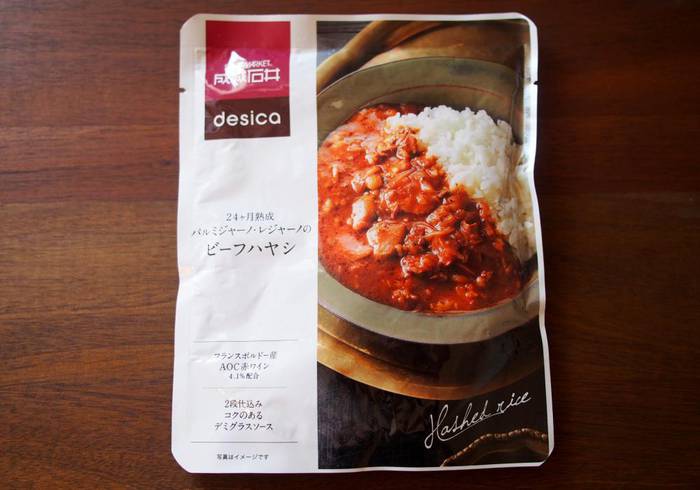 MARKET
成城石井
desica
24ヶ月熟成
パルミジャーノ・レジャーノの
ビーフハヤシ
フランスボルドー産
AOC赤ワイン
4.1%配合
2段仕込み
コクのある
デミグラスソース
写真はイメージです
Hashed rice